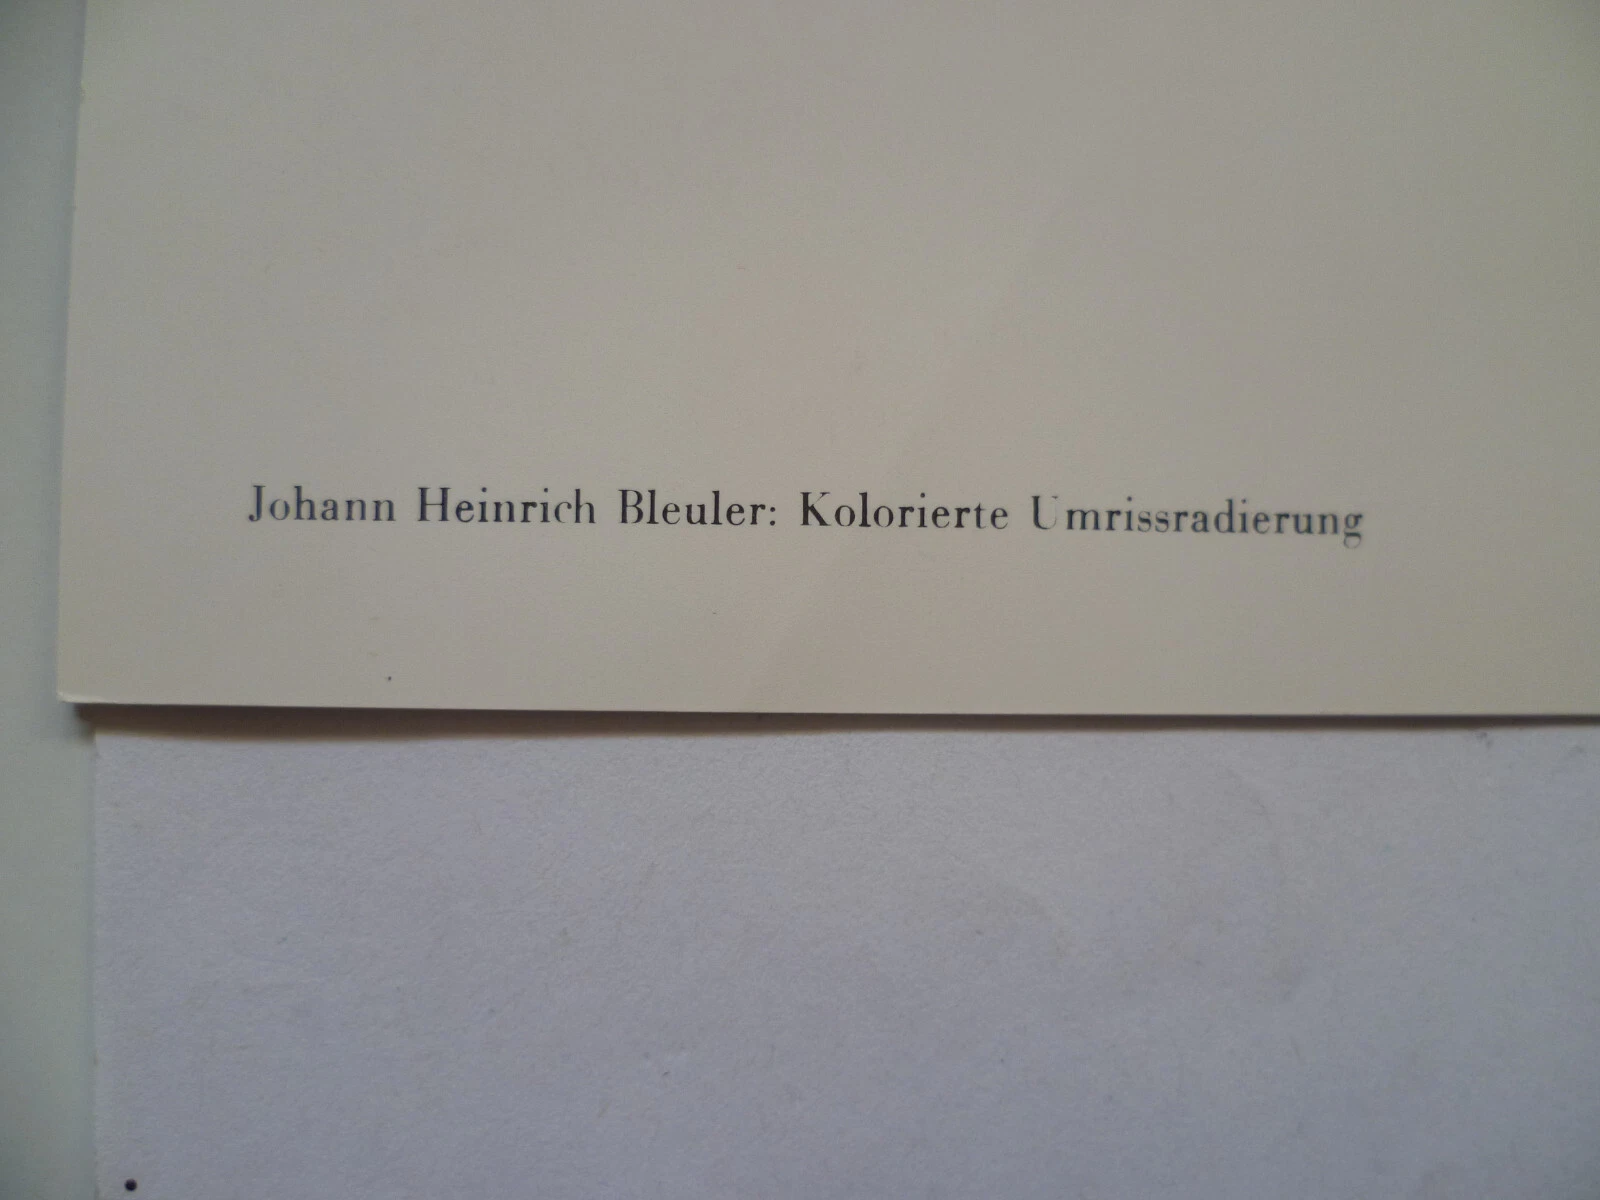 Johann Heinrich Bleuler: Kolorierte Umrissradierung